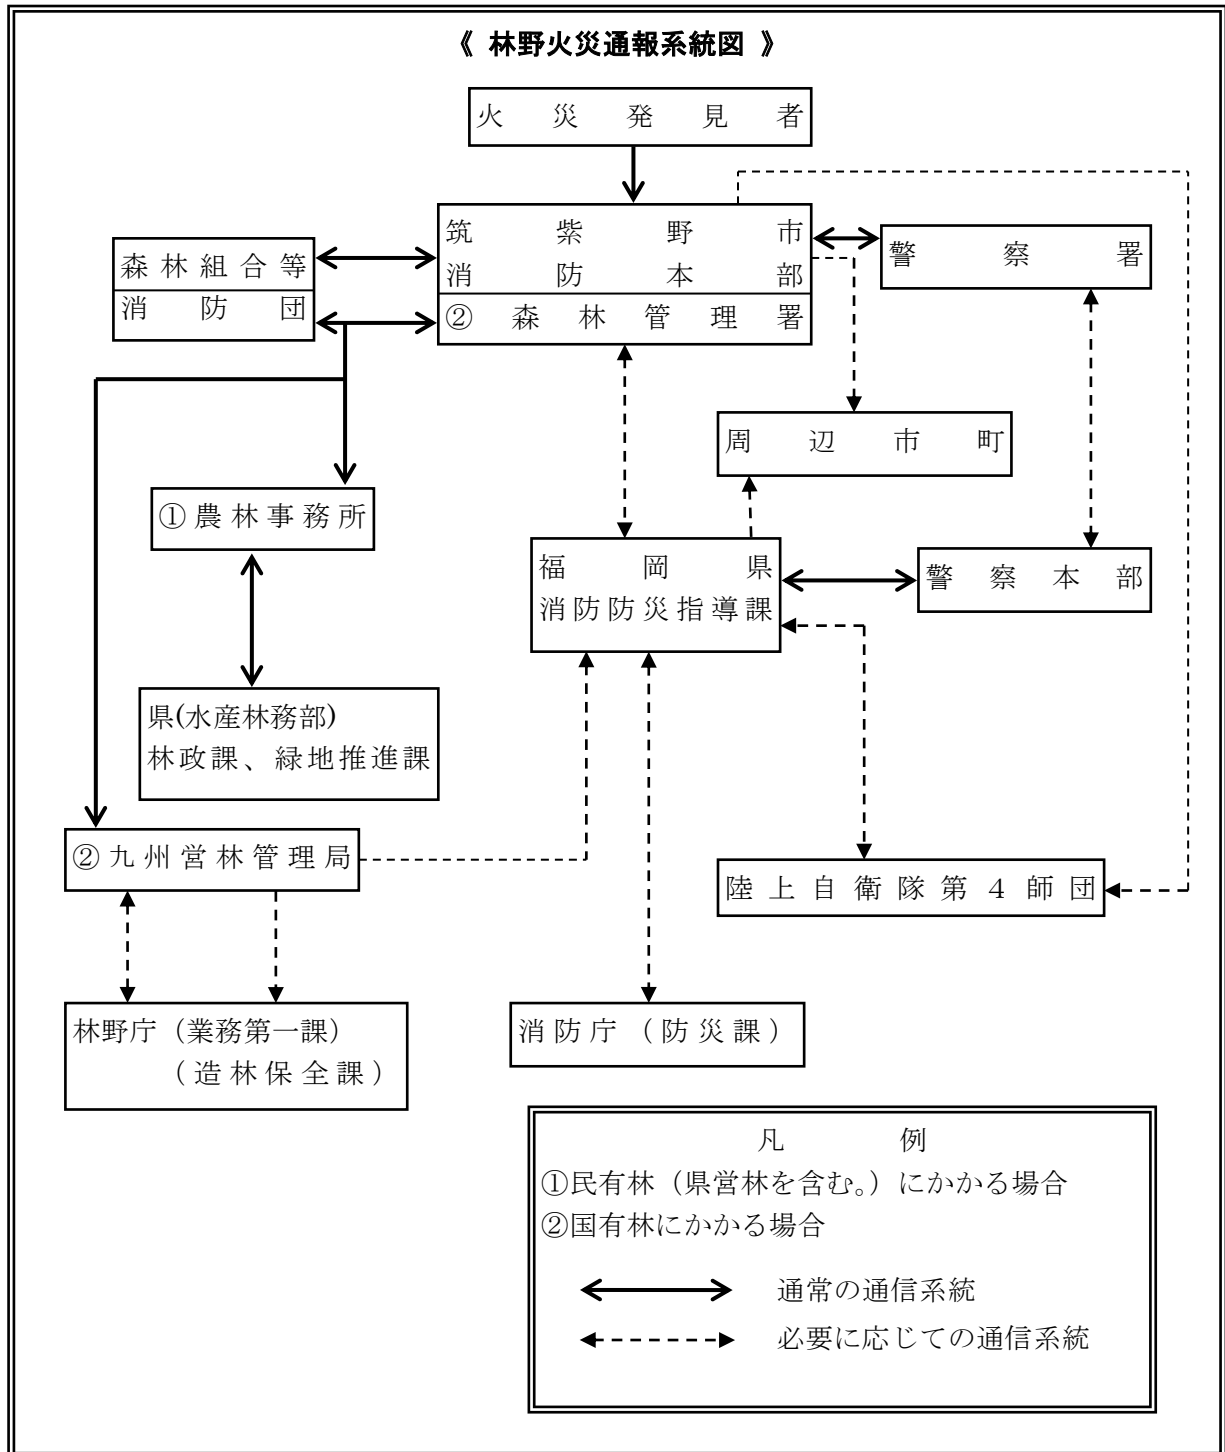 《 林野火災通報系統図 》
火災発見者
筑紫野市
消防本部
②森林管理署
森林組合等
消防団
警察署
周辺市町
①農林事務所
福岡県
消防防災指導課
警察本部
県(水産林務部)
林政課、緑地推進課
②九州営林管理局
陸上自衛隊第4師団
林野庁（業務第一課）
（造林保全課）
消防庁（防災課）
凡例
①民有林（県営林を含む。）にかかる場合
②国有林にかかる場合
通常の通信系統
必要に応じての通信系統